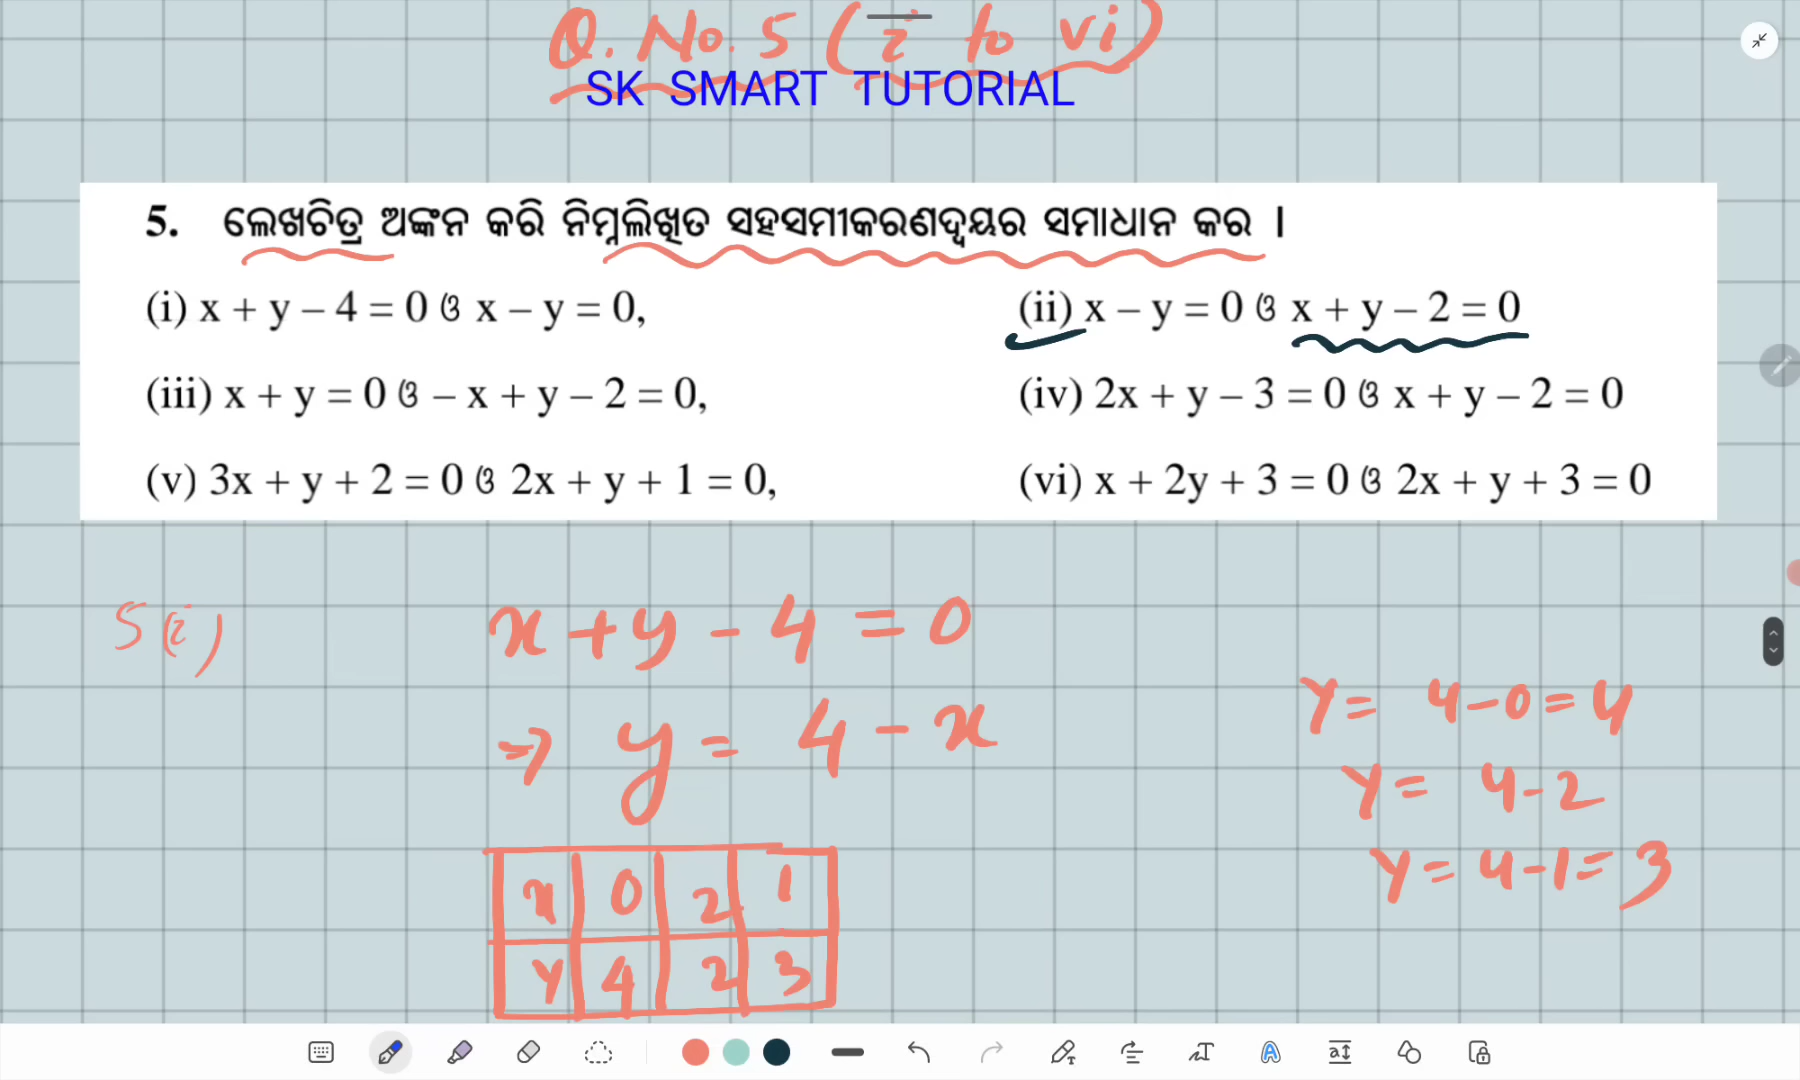 Q. No. 5 (i to vi)
SK SMART TUTORIAL
5. ଲେଖଚିତ୍ର ଅଙ୍କନ କରି ନିମ୍ନଲିଖିତ ସହସମୀକରଣଦ୍ୱୟର ସମାଧାନ କର ।
(i) x + y – 4 = 0 ଓ x – y = 0, (ii) x – y = 0 ଓ x + y – 2 = 0
(iii) x + y = 0 ଓ – x + y – 2 = 0, (iv) 2x + y – 3 = 0 ଓ x + y – 2 = 0
(v) 3x + y + 2 = 0 ଓ 2x + y + 1 = 0, (vi) x + 2y + 3 = 0 ଓ 2x + y + 3 = 0
5(i) x + y - 4 = 0
⇒ y = 4 - x
x 0 2 1
y 4 2 3
y = 4-0=4
y = 4-2
y = 4-1= 3